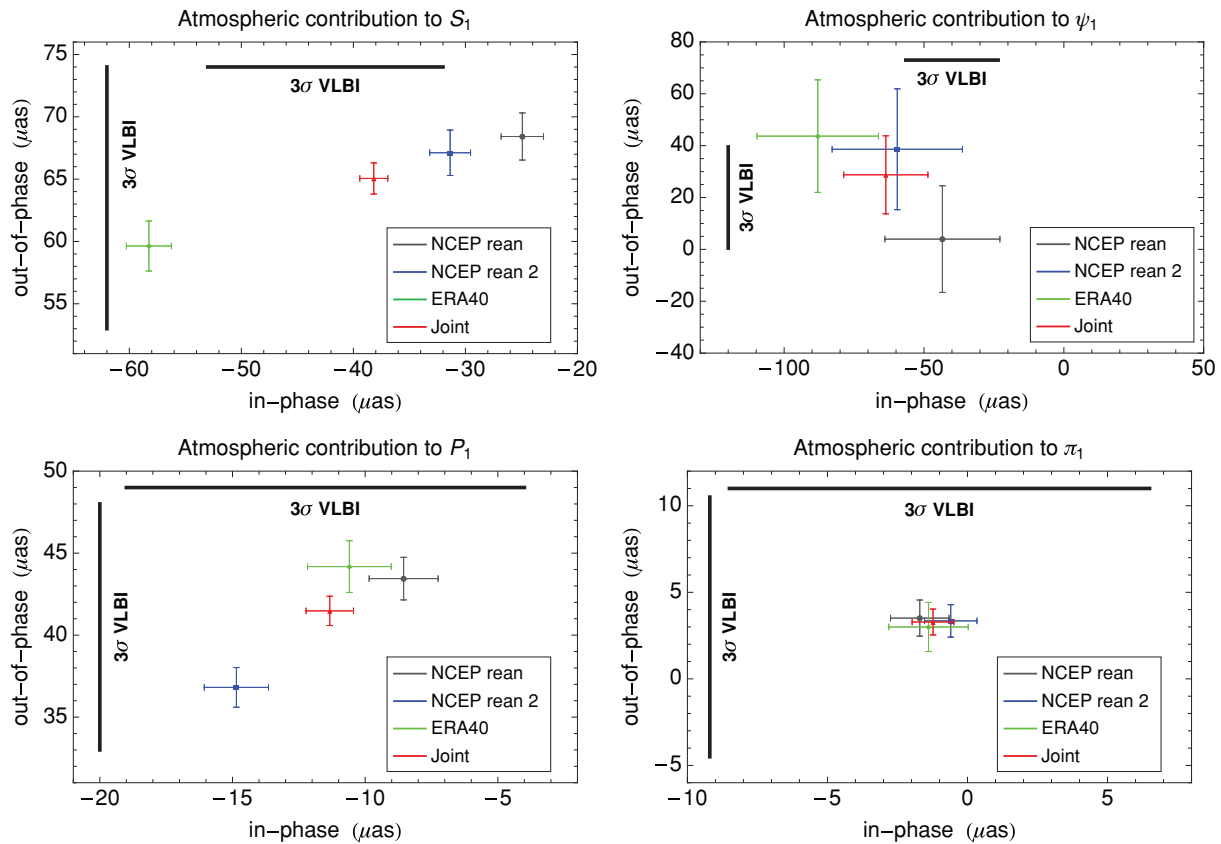 Atmospheric contribution to S₁
out−of−phase (μas)
75
70
65
60
55
3σ VLBI
3σ VLBI
NCEP rean
NCEP rean 2
ERA40
Joint
−60
−50
−40
−30
−20
in−phase (μas)
Atmospheric contribution to ψ₁
out−of−phase (μas)
80
60
40
20
0
−20
−40
3σ VLBI
3σ VLBI
NCEP rean
NCEP rean 2
ERA40
Joint
−100
−50
0
50
in−phase (μas)
Atmospheric contribution to P₁
out−of−phase (μas)
50
45
40
35
3σ VLBI
3σ VLBI
NCEP rean
NCEP rean 2
ERA40
Joint
−20
−15
−10
−5
in−phase (μas)
Atmospheric contribution to π₁
out−of−phase (μas)
10
5
0
−5
3σ VLBI
3σ VLBI
NCEP rean
NCEP rean 2
ERA40
Joint
−10
−5
0
5
in−phase (μas)